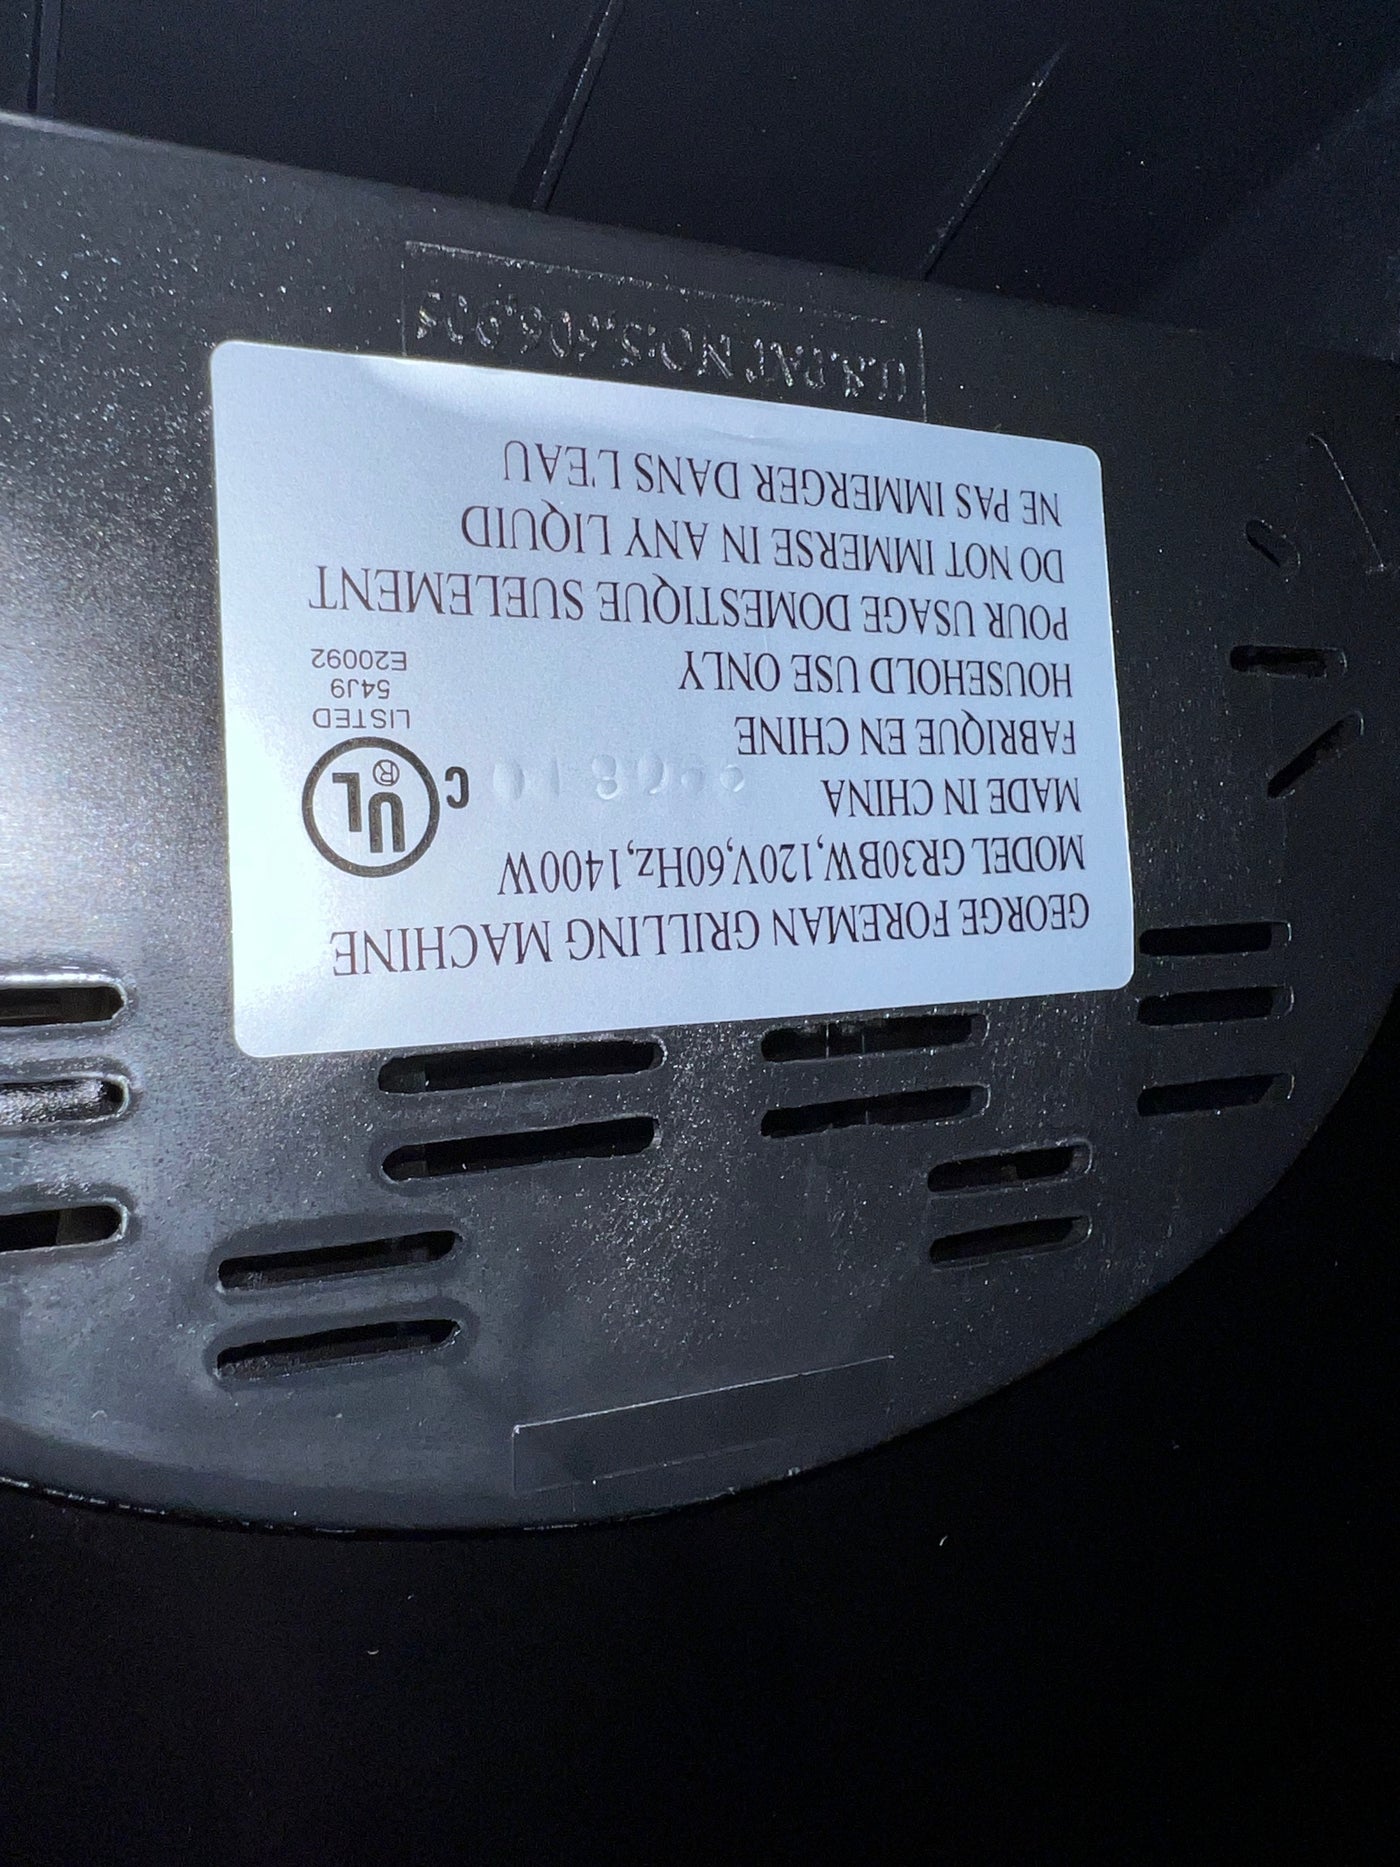 GEORGE FOREMAN GRILLING MACHINE
MODEL GR30BW,120V,60Hz,1400W
MADE IN CHINA
FABRIQUE EN CHINE
HOUSEHOLD USE ONLY
POUR USAGE DOMESTIQUE SUELEMENT
DO NOT IMMERSE IN ANY LIQUID
NE PAS IMMERGER DANS L'EAU
C UL ®
LISTED
54J9
E20092
U.S.PAT NO:5,606,905